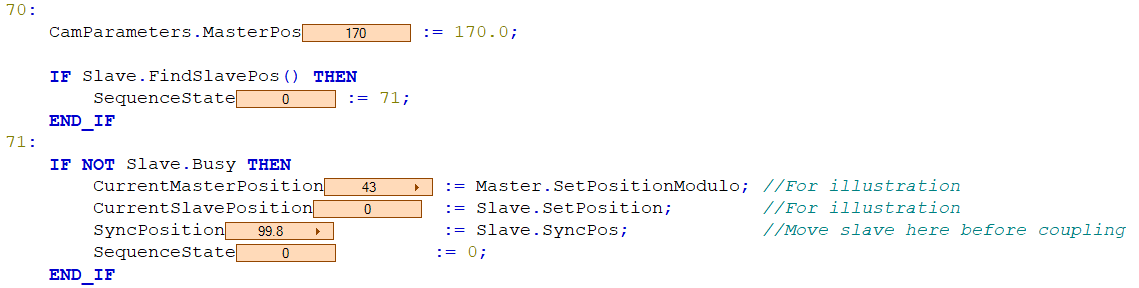 70:
CamParameters.MasterPos 170 := 170.0;
IF Slave.FindSlavePos() THEN
SequenceState 0 := 71;
END_IF
71:
IF NOT Slave.Busy THEN
CurrentMasterPosition 43 := Master.SetPositionModulo; //For illustration
CurrentSlavePosition 0 := Slave.SetPosition; //For illustration
SyncPosition 99.8 := Slave.SyncPos; //Move slave here before coupling
SequenceState 0 := 0;
END_IF